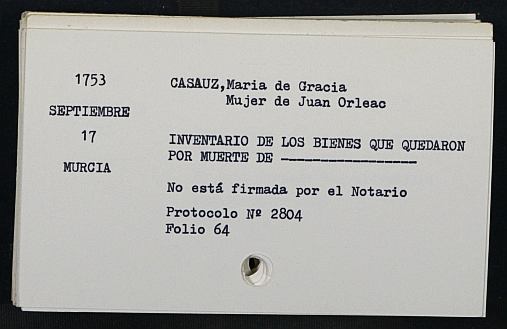 1753
SEPTIEMBRE
17
MURCIA
CASAUZ,Maria de Gracia
Mujer de Juan Orleac
INVENTARIO DE LOS BIENES QUE QUEDARON
POR MUERTE DE -----------------
No está firmada por el Notario
Protocolo Nº 2804
Folio 64